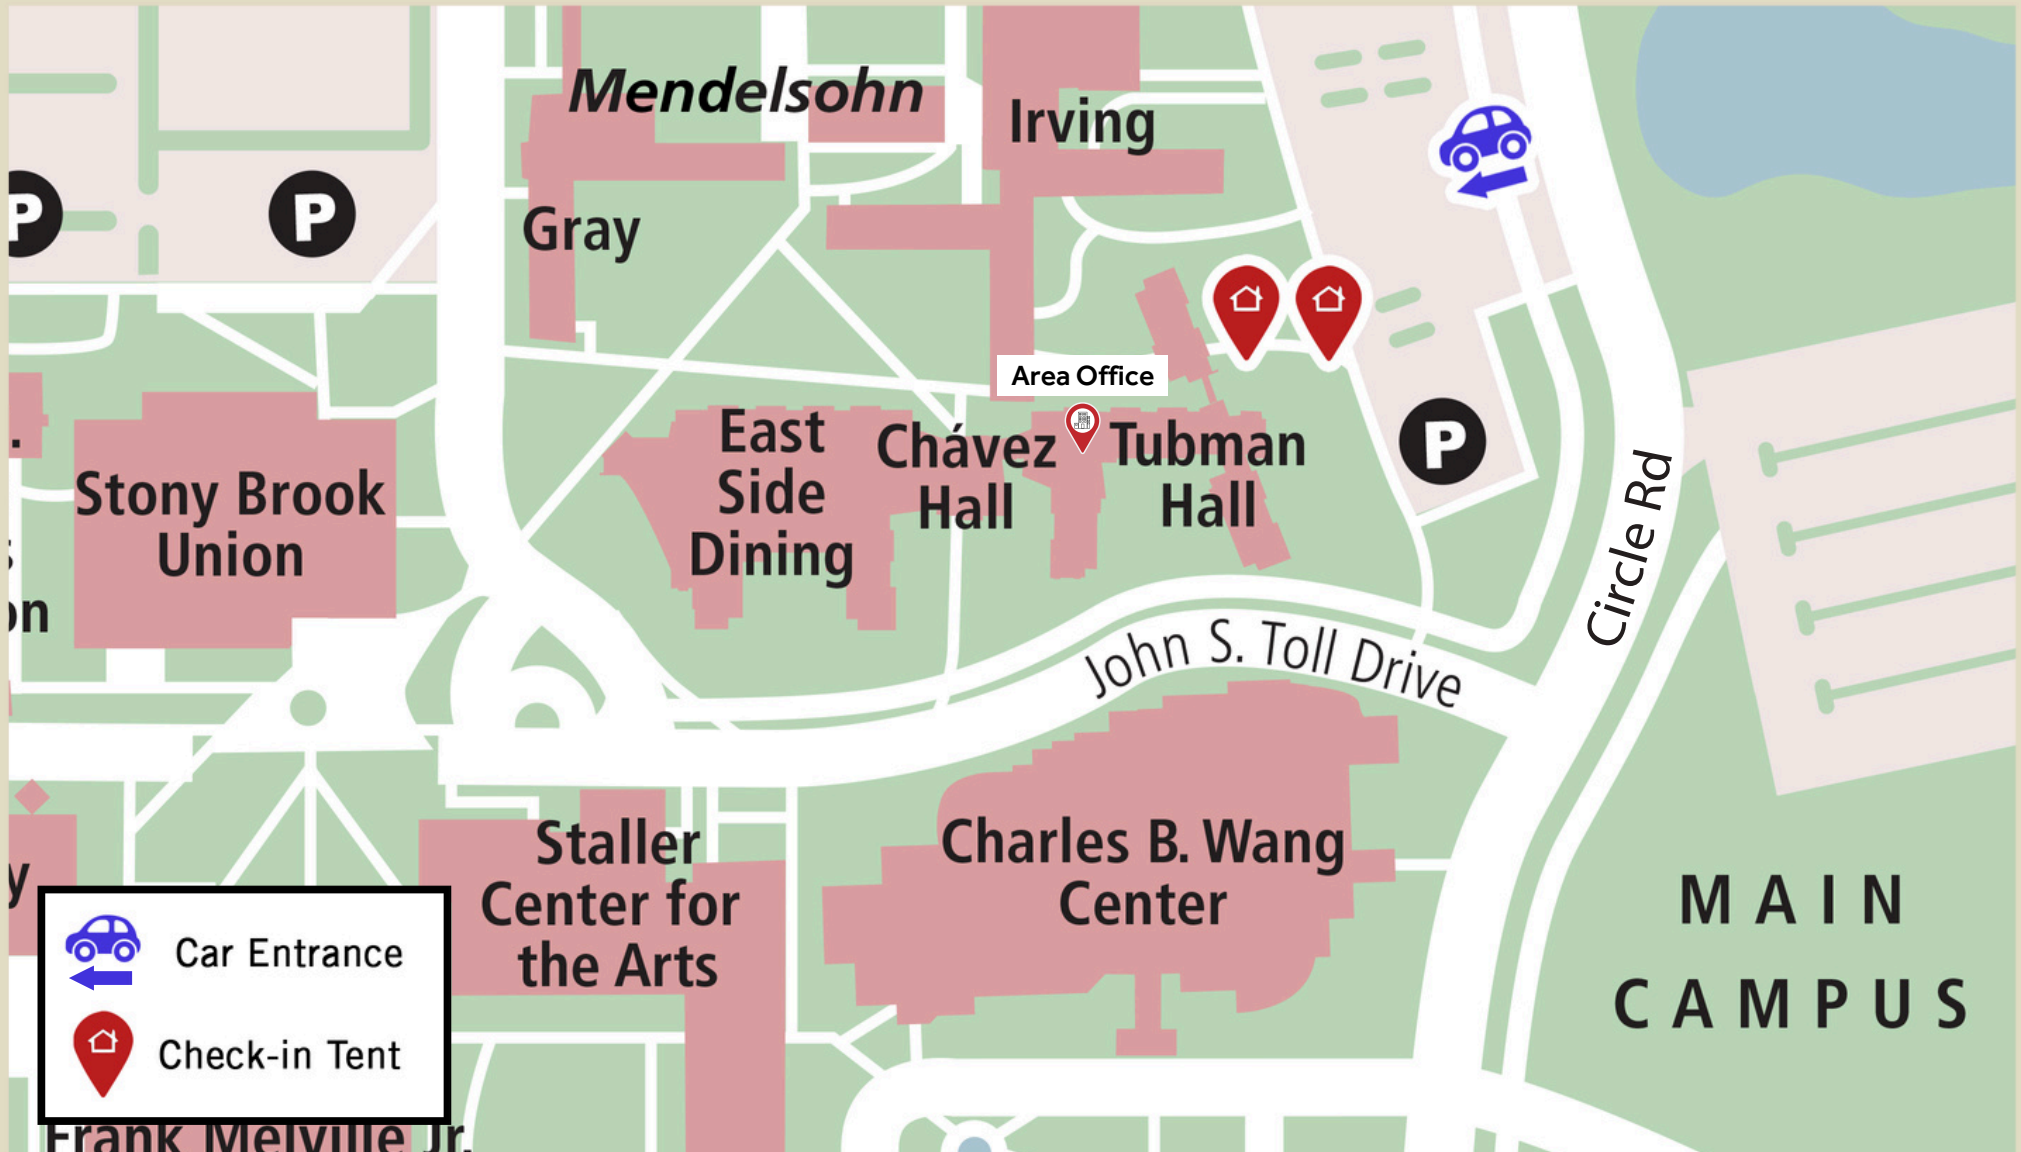 Mendelsohn
Irving
P
P
Gray
Area Office
East
Side
Dining
Chávez
Hall
Tubman
Hall
P
Stony Brook
Union
Circle Rd
John S. Toll Drive
Staller
Center for
the Arts
Charles B. Wang
Center
MAIN
CAMPUS
Car Entrance
Check-in Tent
Frank Melville Jr.
on
y